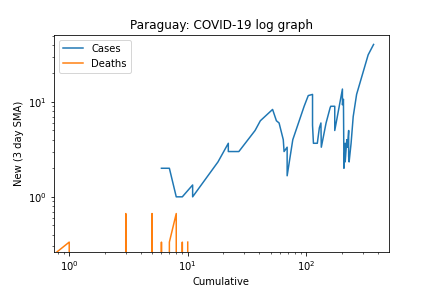 Paraguay: COVID-19 log graph
Cases
Deaths
New (3 day SMA)
10¹
10⁰
10⁰ 10¹ 10²
Cumulative